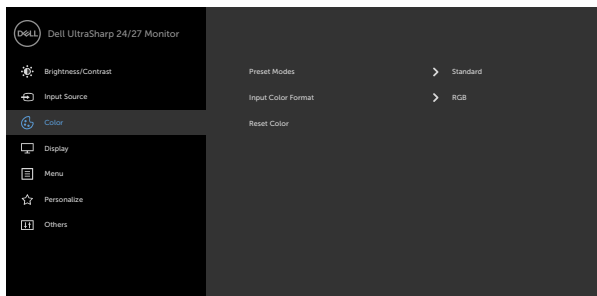 DELL Dell UltraSharp 24/27 Monitor
Brightness/Contrast
Preset Modes Standard
Input Source
Input Color Format RGB
Color
Reset Color
Display
Menu
Personalize
Others